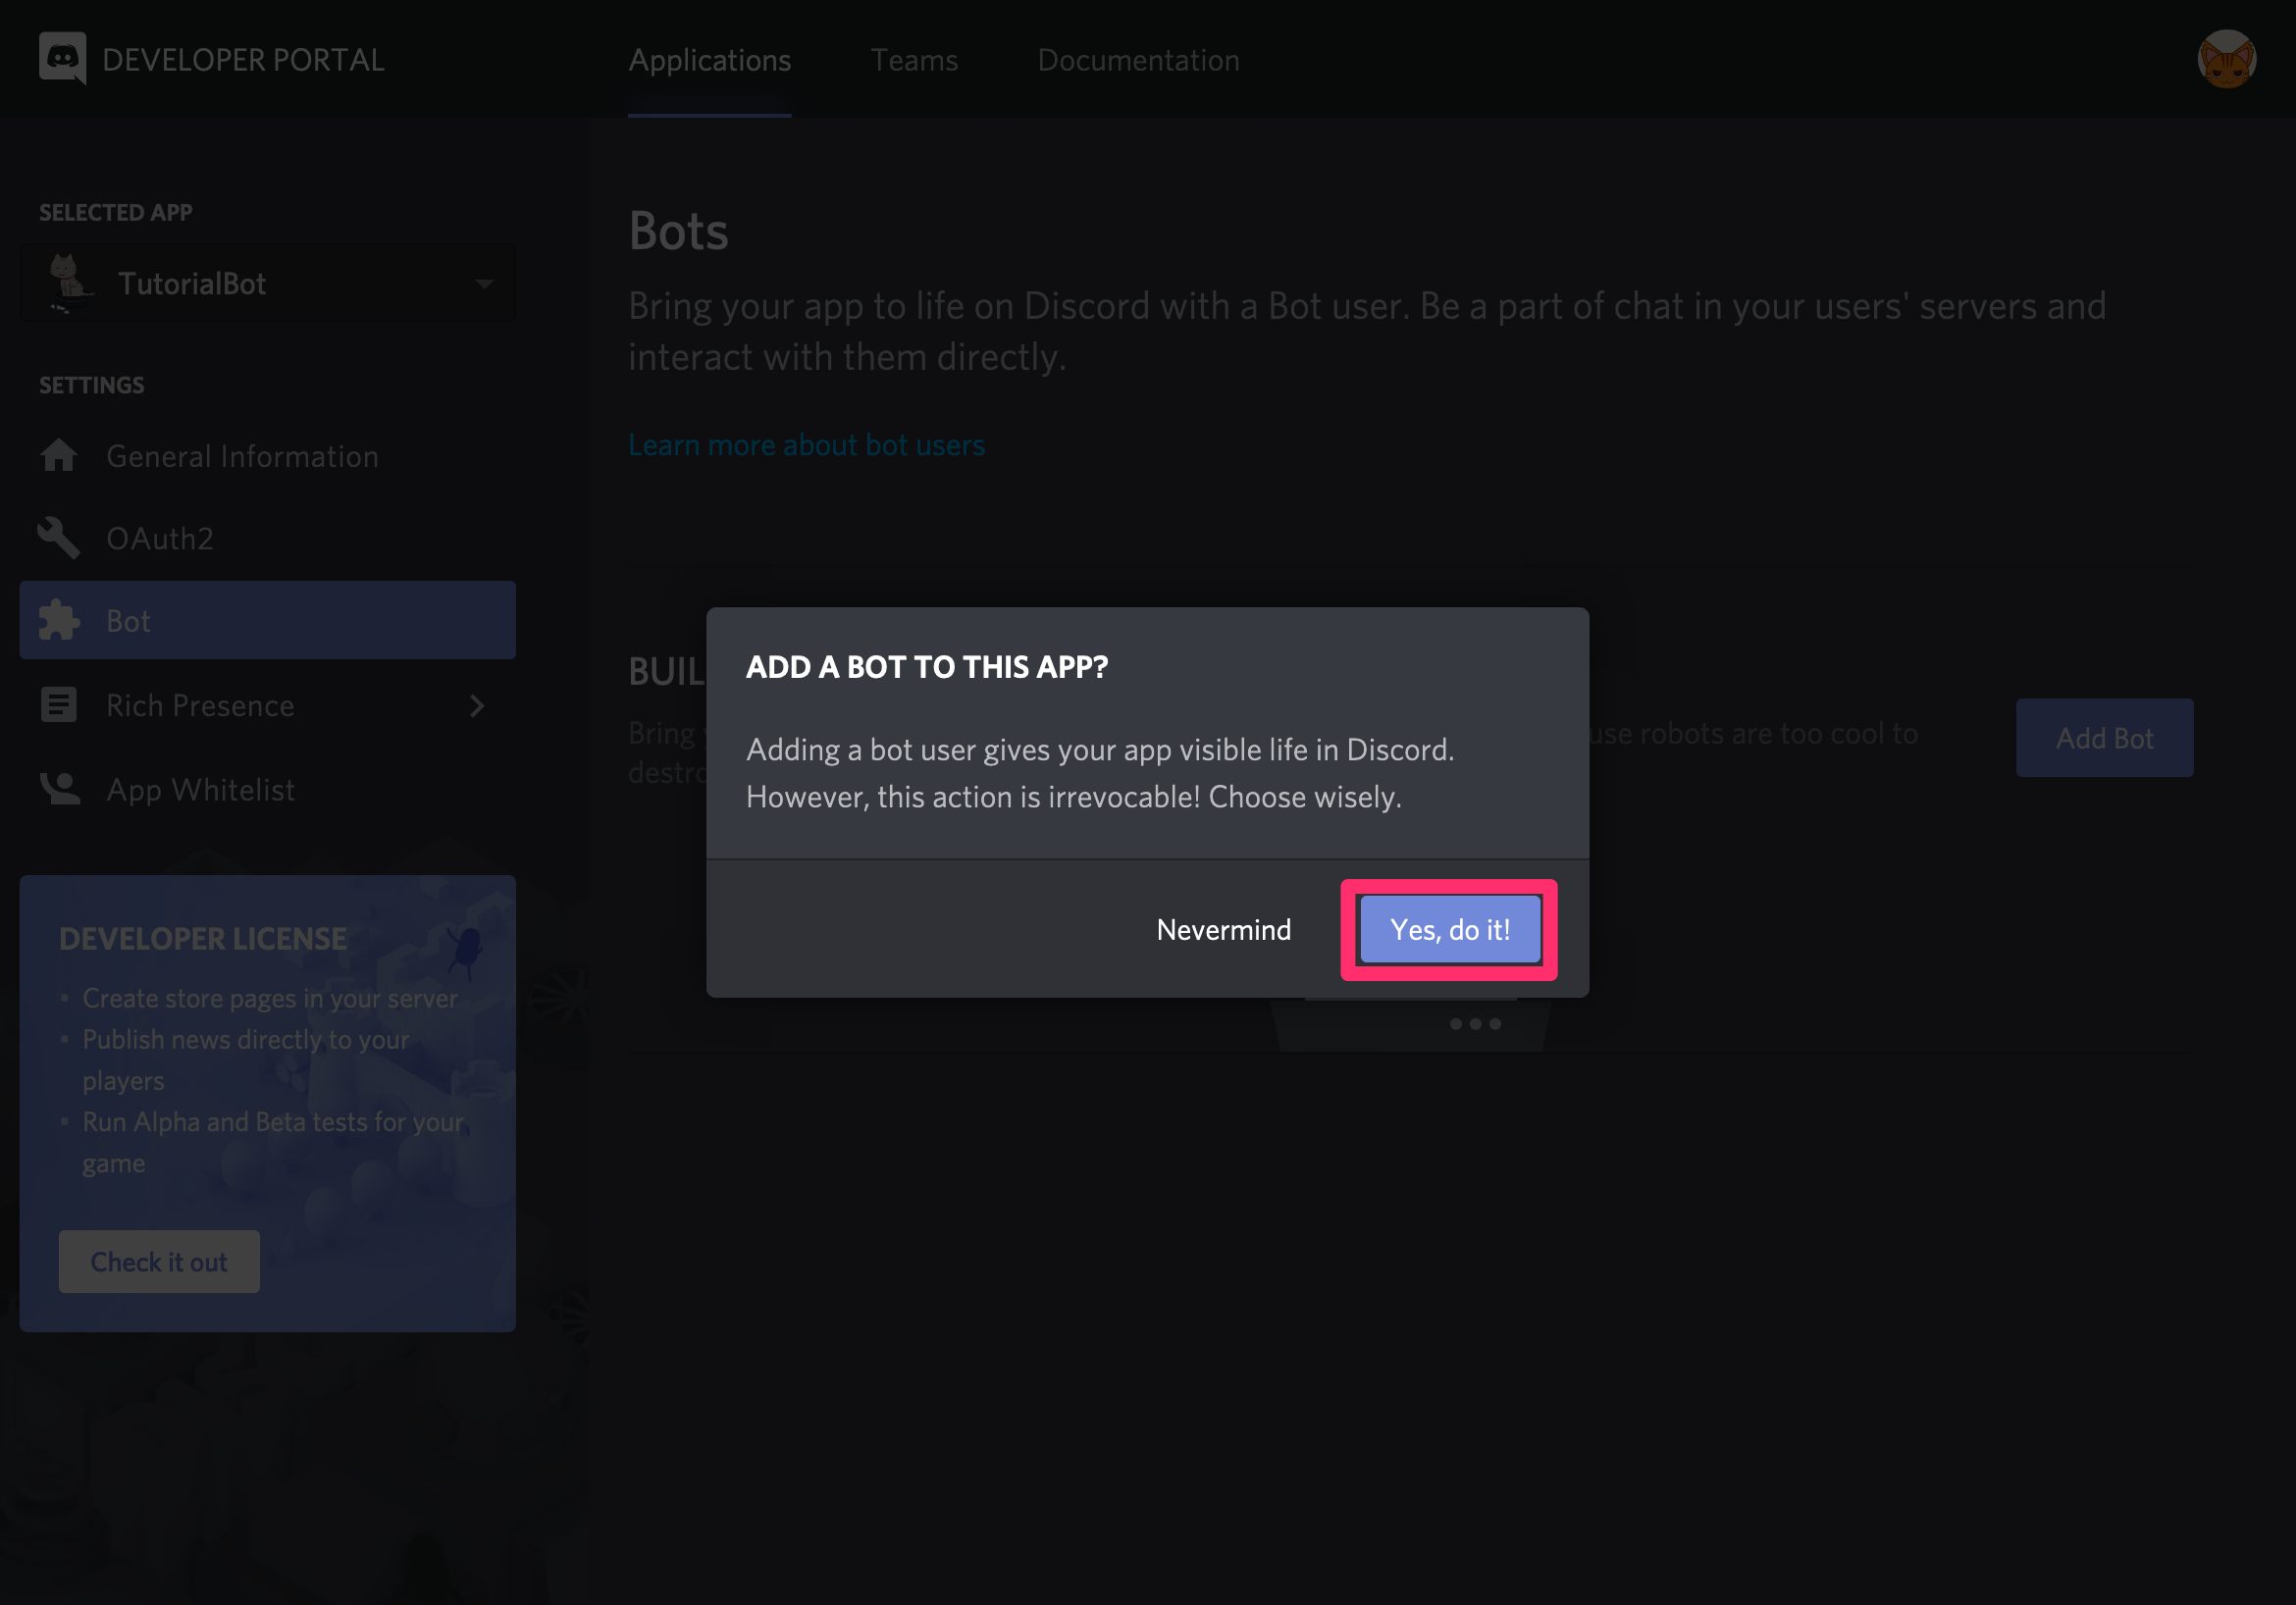 DEVELOPER PORTAL
Applications
Teams
Documentation
SELECTED APP
TutorialBot
SETTINGS
General Information
OAuth2
Bot
Rich Presence
App Whitelist
DEVELOPER LICENSE
Create store pages in your server
Publish news directly to your
players
Run Alpha and Beta tests for your
game
Check it out
Bots
Bring your app to life on Discord with a Bot user. Be a part of chat in your users' servers and
interact with them directly.
Learn more about bot users
BUIL
Bring
use robots are too cool to
destro
Add Bot
ADD A BOT TO THIS APP?
Adding a bot user gives your app visible life in Discord.
However, this action is irrevocable! Choose wisely.
Nevermind
Yes, do it!